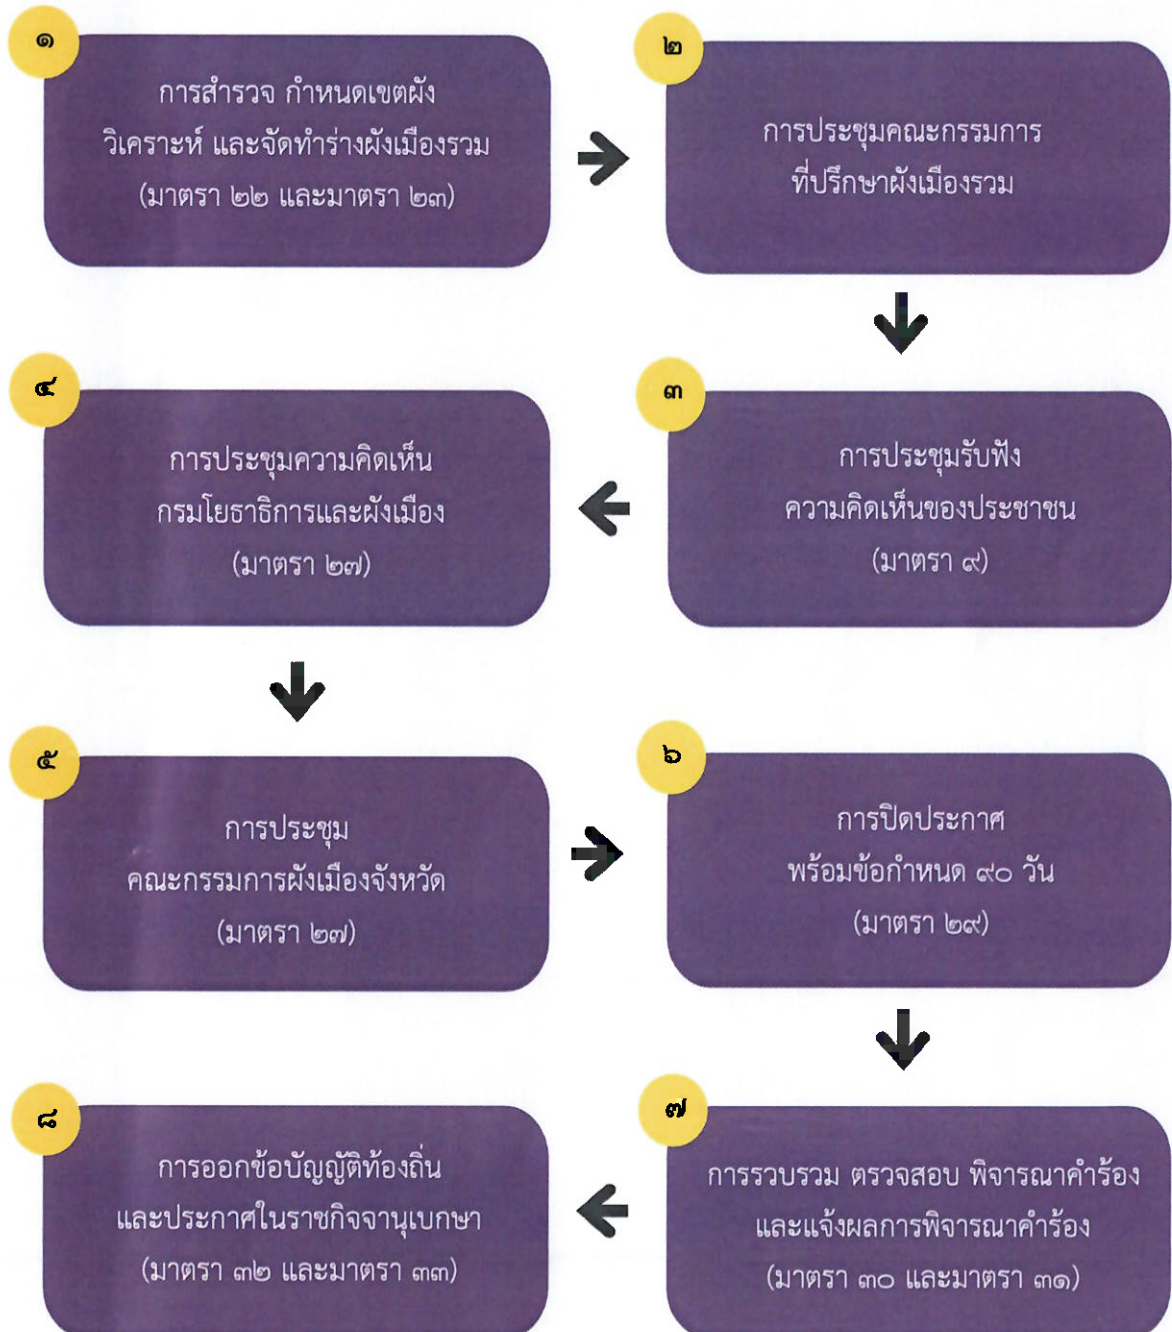 ๑
การสำรวจ กำหนดเขตผัง
วิเคราะห์ และจัดทำร่างผังเมืองรวม
(มาตรา ๒๒ และมาตรา ๒๓)
๒
การประชุมคณะกรรมการ
ที่ปรึกษาผังเมืองรวม
๓
การประชุมรับฟัง
ความคิดเห็นของประชาชน
(มาตรา ๙)
๔
การประชุมความคิดเห็น
กรมโยธาธิการและผังเมือง
(มาตรา ๒๗)
๕
การประชุม
คณะกรรมการผังเมืองจังหวัด
(มาตรา ๒๗)
๖
การปิดประกาศ
พร้อมข้อกำหนด ๙๐ วัน
(มาตรา ๒๙)
๗
การรวบรวม ตรวจสอบ พิจารณาคำร้อง
และแจ้งผลการพิจารณาคำร้อง
(มาตรา ๓๐ และมาตรา ๓๑)
๘
การออกข้อบัญญัติท้องถิ่น
และประกาศในราชกิจจานุเบกษา
(มาตรา ๓๒ และมาตรา ๓๓)